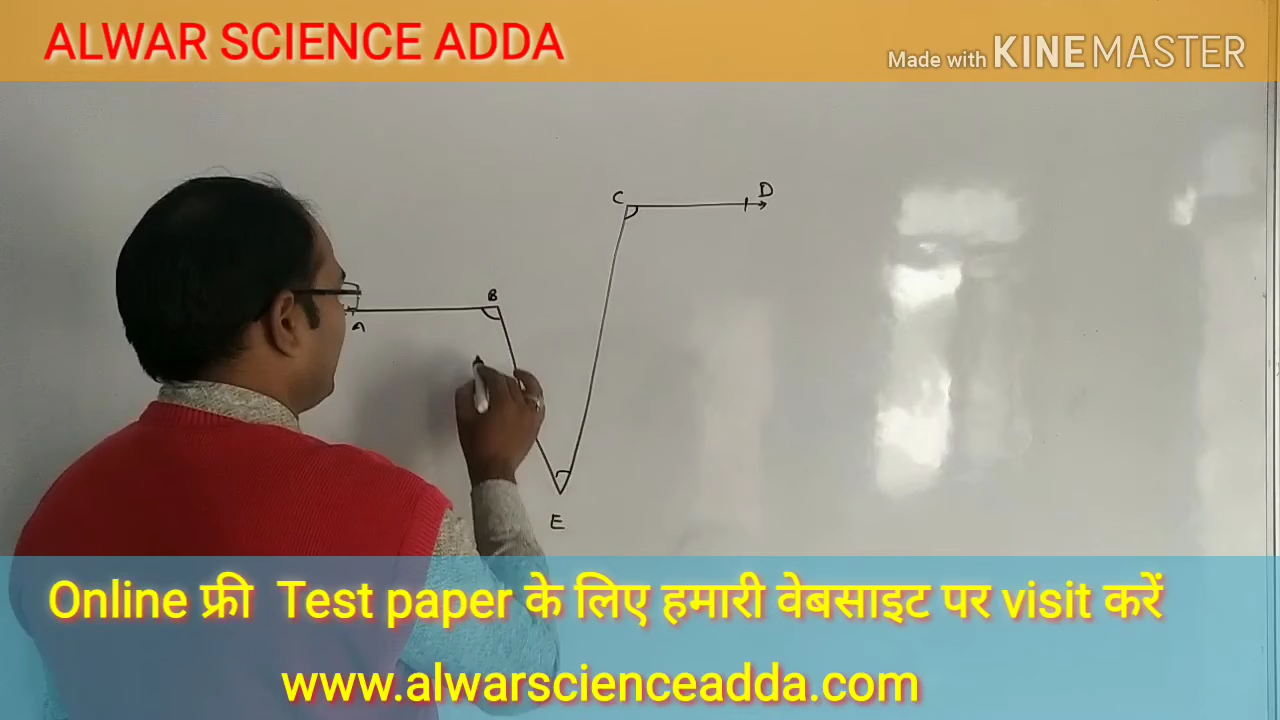 ALWAR SCIENCE ADDA
Made with KINEMASTER
C D
B
A
E
Online फ्री Test paper के लिए हमारी वेबसाइट पर visit करें
www.alwarscienceadda.com